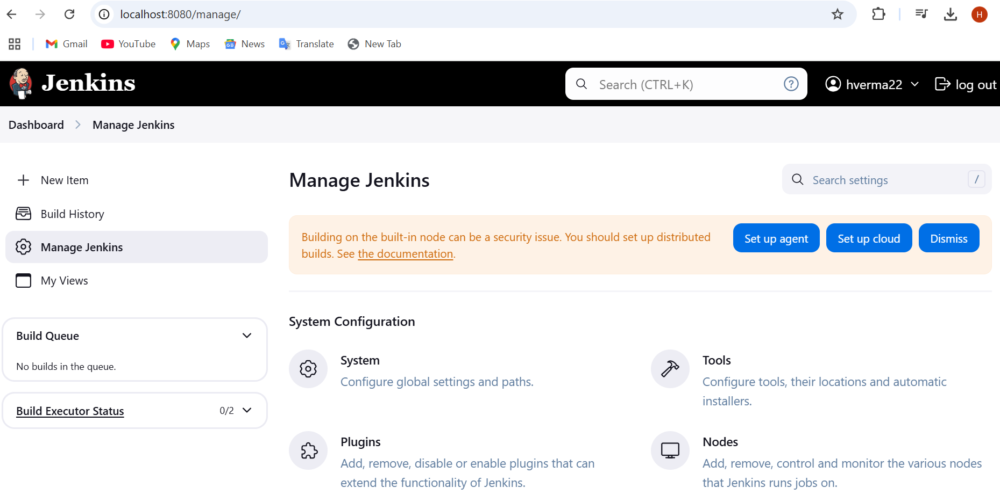 localhost:8080/manage/
H
Gmail
YouTube
Maps
News
Translate
New Tab
Jenkins
Search (CTRL+K)
?
hverma22
log out
Dashboard
Manage Jenkins
New Item
Build History
Manage Jenkins
My Views
Build Queue
No builds in the queue.
Build Executor Status
0/2
Manage Jenkins
Search settings
/
Building on the built-in node can be a security issue. You should set up distributed
builds. See the documentation.
Set up agent
Set up cloud
Dismiss
System Configuration
System
Configure global settings and paths.
Tools
Configure tools, their locations and automatic
installers.
Plugins
Add, remove, disable or enable plugins that can
extend the functionality of Jenkins.
Nodes
Add, remove, control and monitor the various nodes
that Jenkins runs jobs on.